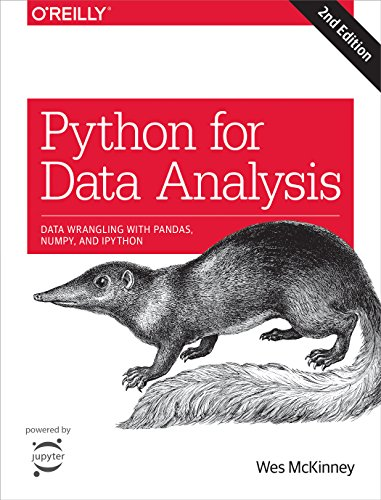 O'REILLY®
2nd Edition
Python for
Data Analysis
DATA WRANGLING WITH PANDAS,
NUMPY, AND IPYTHON
powered by
jupyter
Wes McKinney